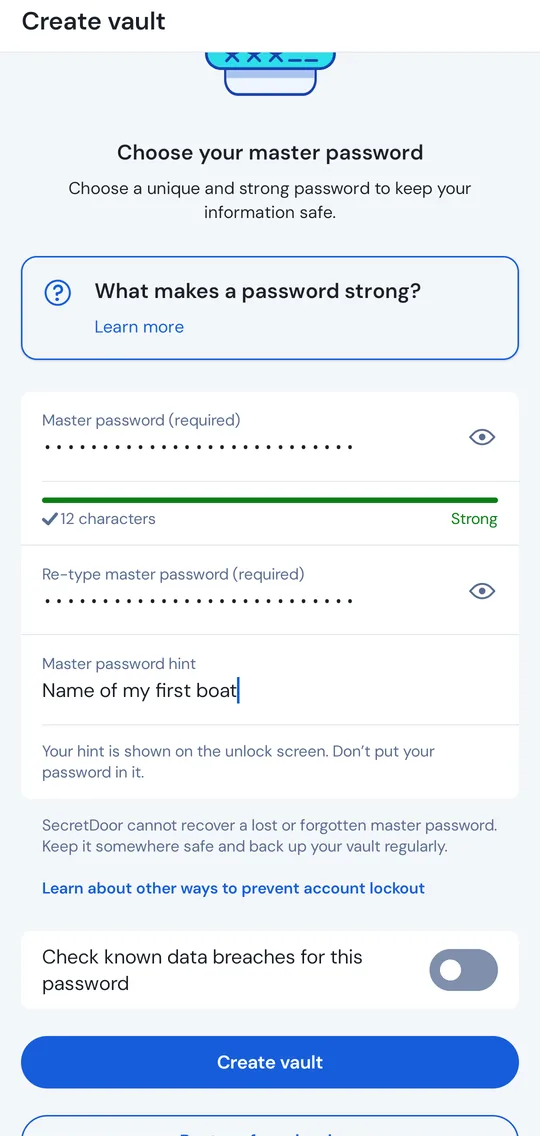 Create vault
Choose your master password
Choose a unique and strong password to keep your
information safe.
What makes a password strong?
Learn more
Master password (required)
••••••••••••••••••••••••••
12 characters
Strong
Re-type master password (required)
••••••••••••••••••••••••••
Master password hint
Name of my first boat
Your hint is shown on the unlock screen. Don’t put your
password in it.
SecretDoor cannot recover a lost or forgotten master password.
Keep it somewhere safe and back up your vault regularly.
Learn about other ways to prevent account lockout
Check known data breaches for this
password
Create vault